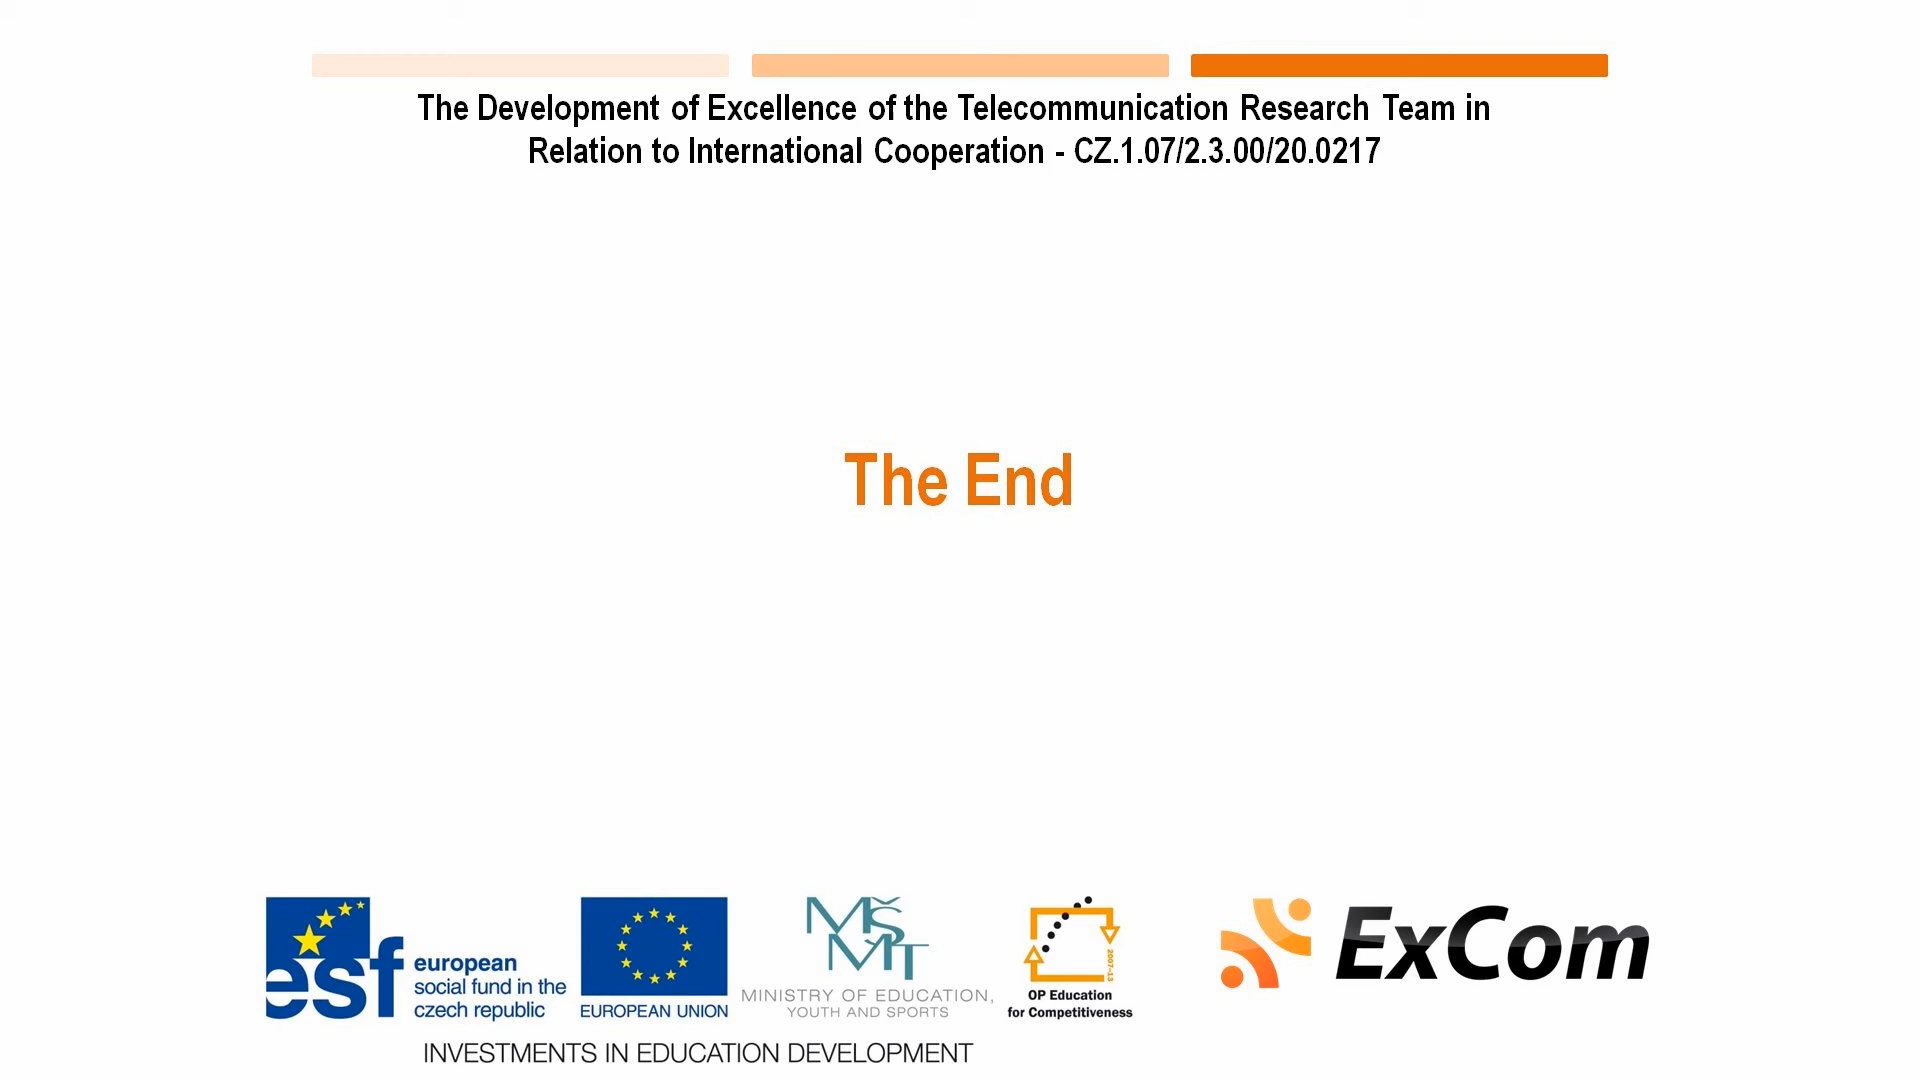 The Development of Excellence of the Telecommunication Research Team in
Relation to International Cooperation - CZ.1.07/2.3.00/20.0217
The End
esf
european
social fund in the
czech republic
EUROPEAN UNION
MŠMT
MINISTRY OF EDUCATION,
YOUTH AND SPORTS
2007-13
OP Education
for Competitiveness
ExCom
INVESTMENTS IN EDUCATION DEVELOPMENT